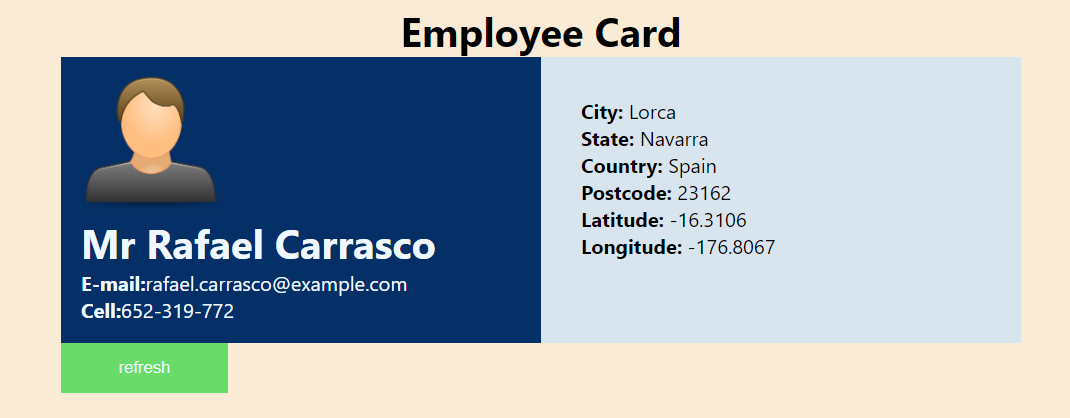 Employee Card
Mr Rafael Carrasco
E-mail:rafael.carrasco@example.com
Cell:652-319-772
City: Lorca
State: Navarra
Country: Spain
Postcode: 23162
Latitude: -16.3106
Longitude: -176.8067
refresh